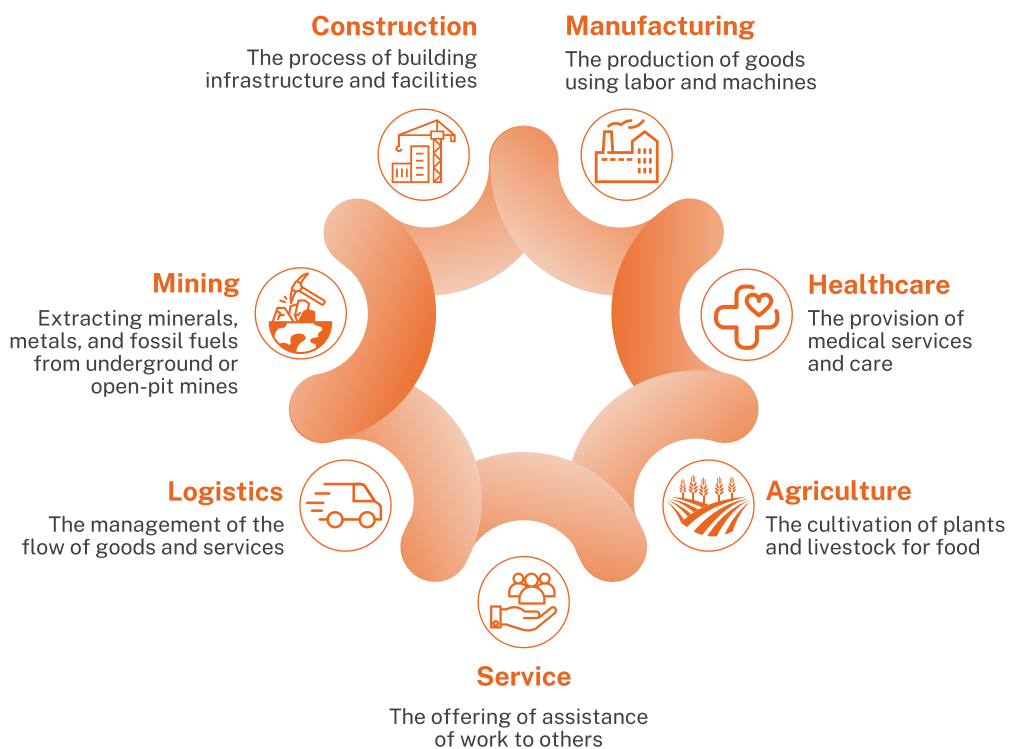 Construction
The process of building
infrastructure and facilities
Manufacturing
The production of goods
using labor and machines
Healthcare
The provision of
medical services
and care
Agriculture
The cultivation of plants
and livestock for food
Service
The offering of assistance
of work to others
Logistics
The management of the
flow of goods and services
Mining
Extracting minerals,
metals, and fossil fuels
from underground or
open-pit mines